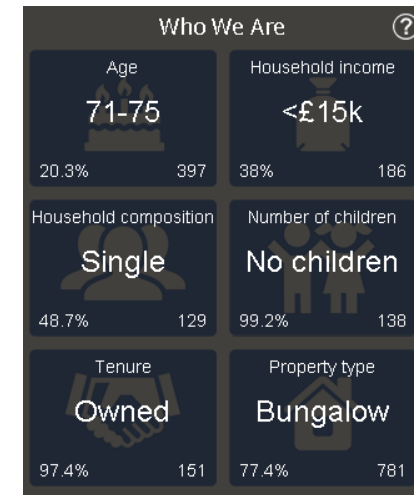 Who We Are ?
Age
71-75
20.3% 397
Household income
<£15k
38% 186
Household composition
Single
48.7% 129
Number of children
No children
99.2% 138
Tenure
Owned
97.4% 151
Property type
Bungalow
77.4% 781